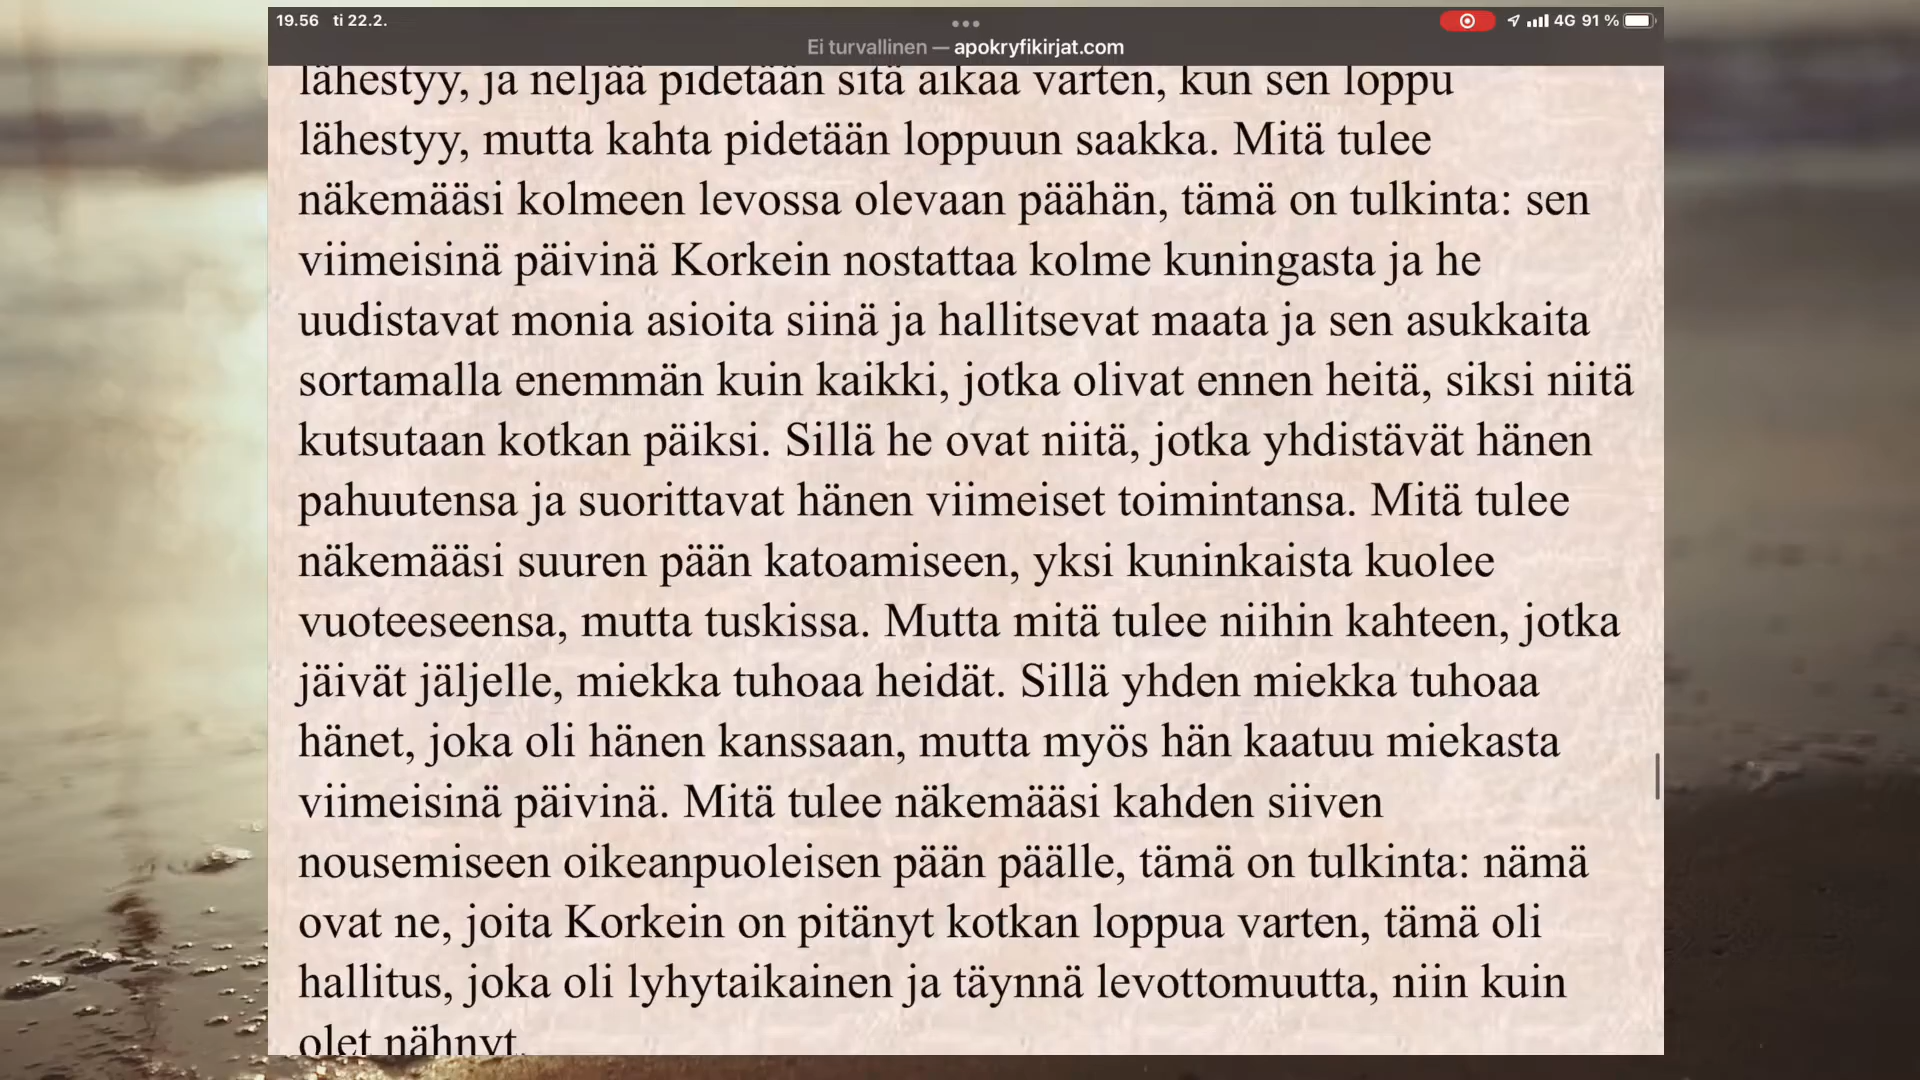 19.56 ti 22.2.
4G 91 %
Ei turvallinen — apokryfikirjat.com
lähestyy, ja neljää pidetään sitä aikaa varten, kun sen loppu
lähestyy, mutta kahta pidetään loppuun saakka. Mitä tulee
näkemääsi kolmeen levossa olevaan päähän, tämä on tulkinta: sen
viimeisinä päivinä Korkein nostattaa kolme kuningasta ja he
uudistavat monia asioita siinä ja hallitsevat maata ja sen asukkaita
sortamalla enemmän kuin kaikki, jotka olivat ennen heitä, siksi niitä
kutsutaan kotkan päiksi. Sillä he ovat niitä, jotka yhdistävät hänen
pahuutensa ja suorittavat hänen viimeiset toimintansa. Mitä tulee
näkemääsi suuren pään katoamiseen, yksi kuninkaista kuolee
vuoteeseensa, mutta tuskissa. Mutta mitä tulee niihin kahteen, jotka
jäivät jäljelle, miekka tuhoaa heidät. Sillä yhden miekka tuhoaa
hänet, joka oli hänen kanssaan, mutta myös hän kaatuu miekasta
viimeisinä päivinä. Mitä tulee näkemääsi kahden siiven
nousemiseen oikeanpuoleisen pään päälle, tämä on tulkinta: nämä
ovat ne, joita Korkein on pitänyt kotkan loppua varten, tämä oli
hallitus, joka oli lyhytaikainen ja täynnä levottomuutta, niin kuin
olet nähnyt.